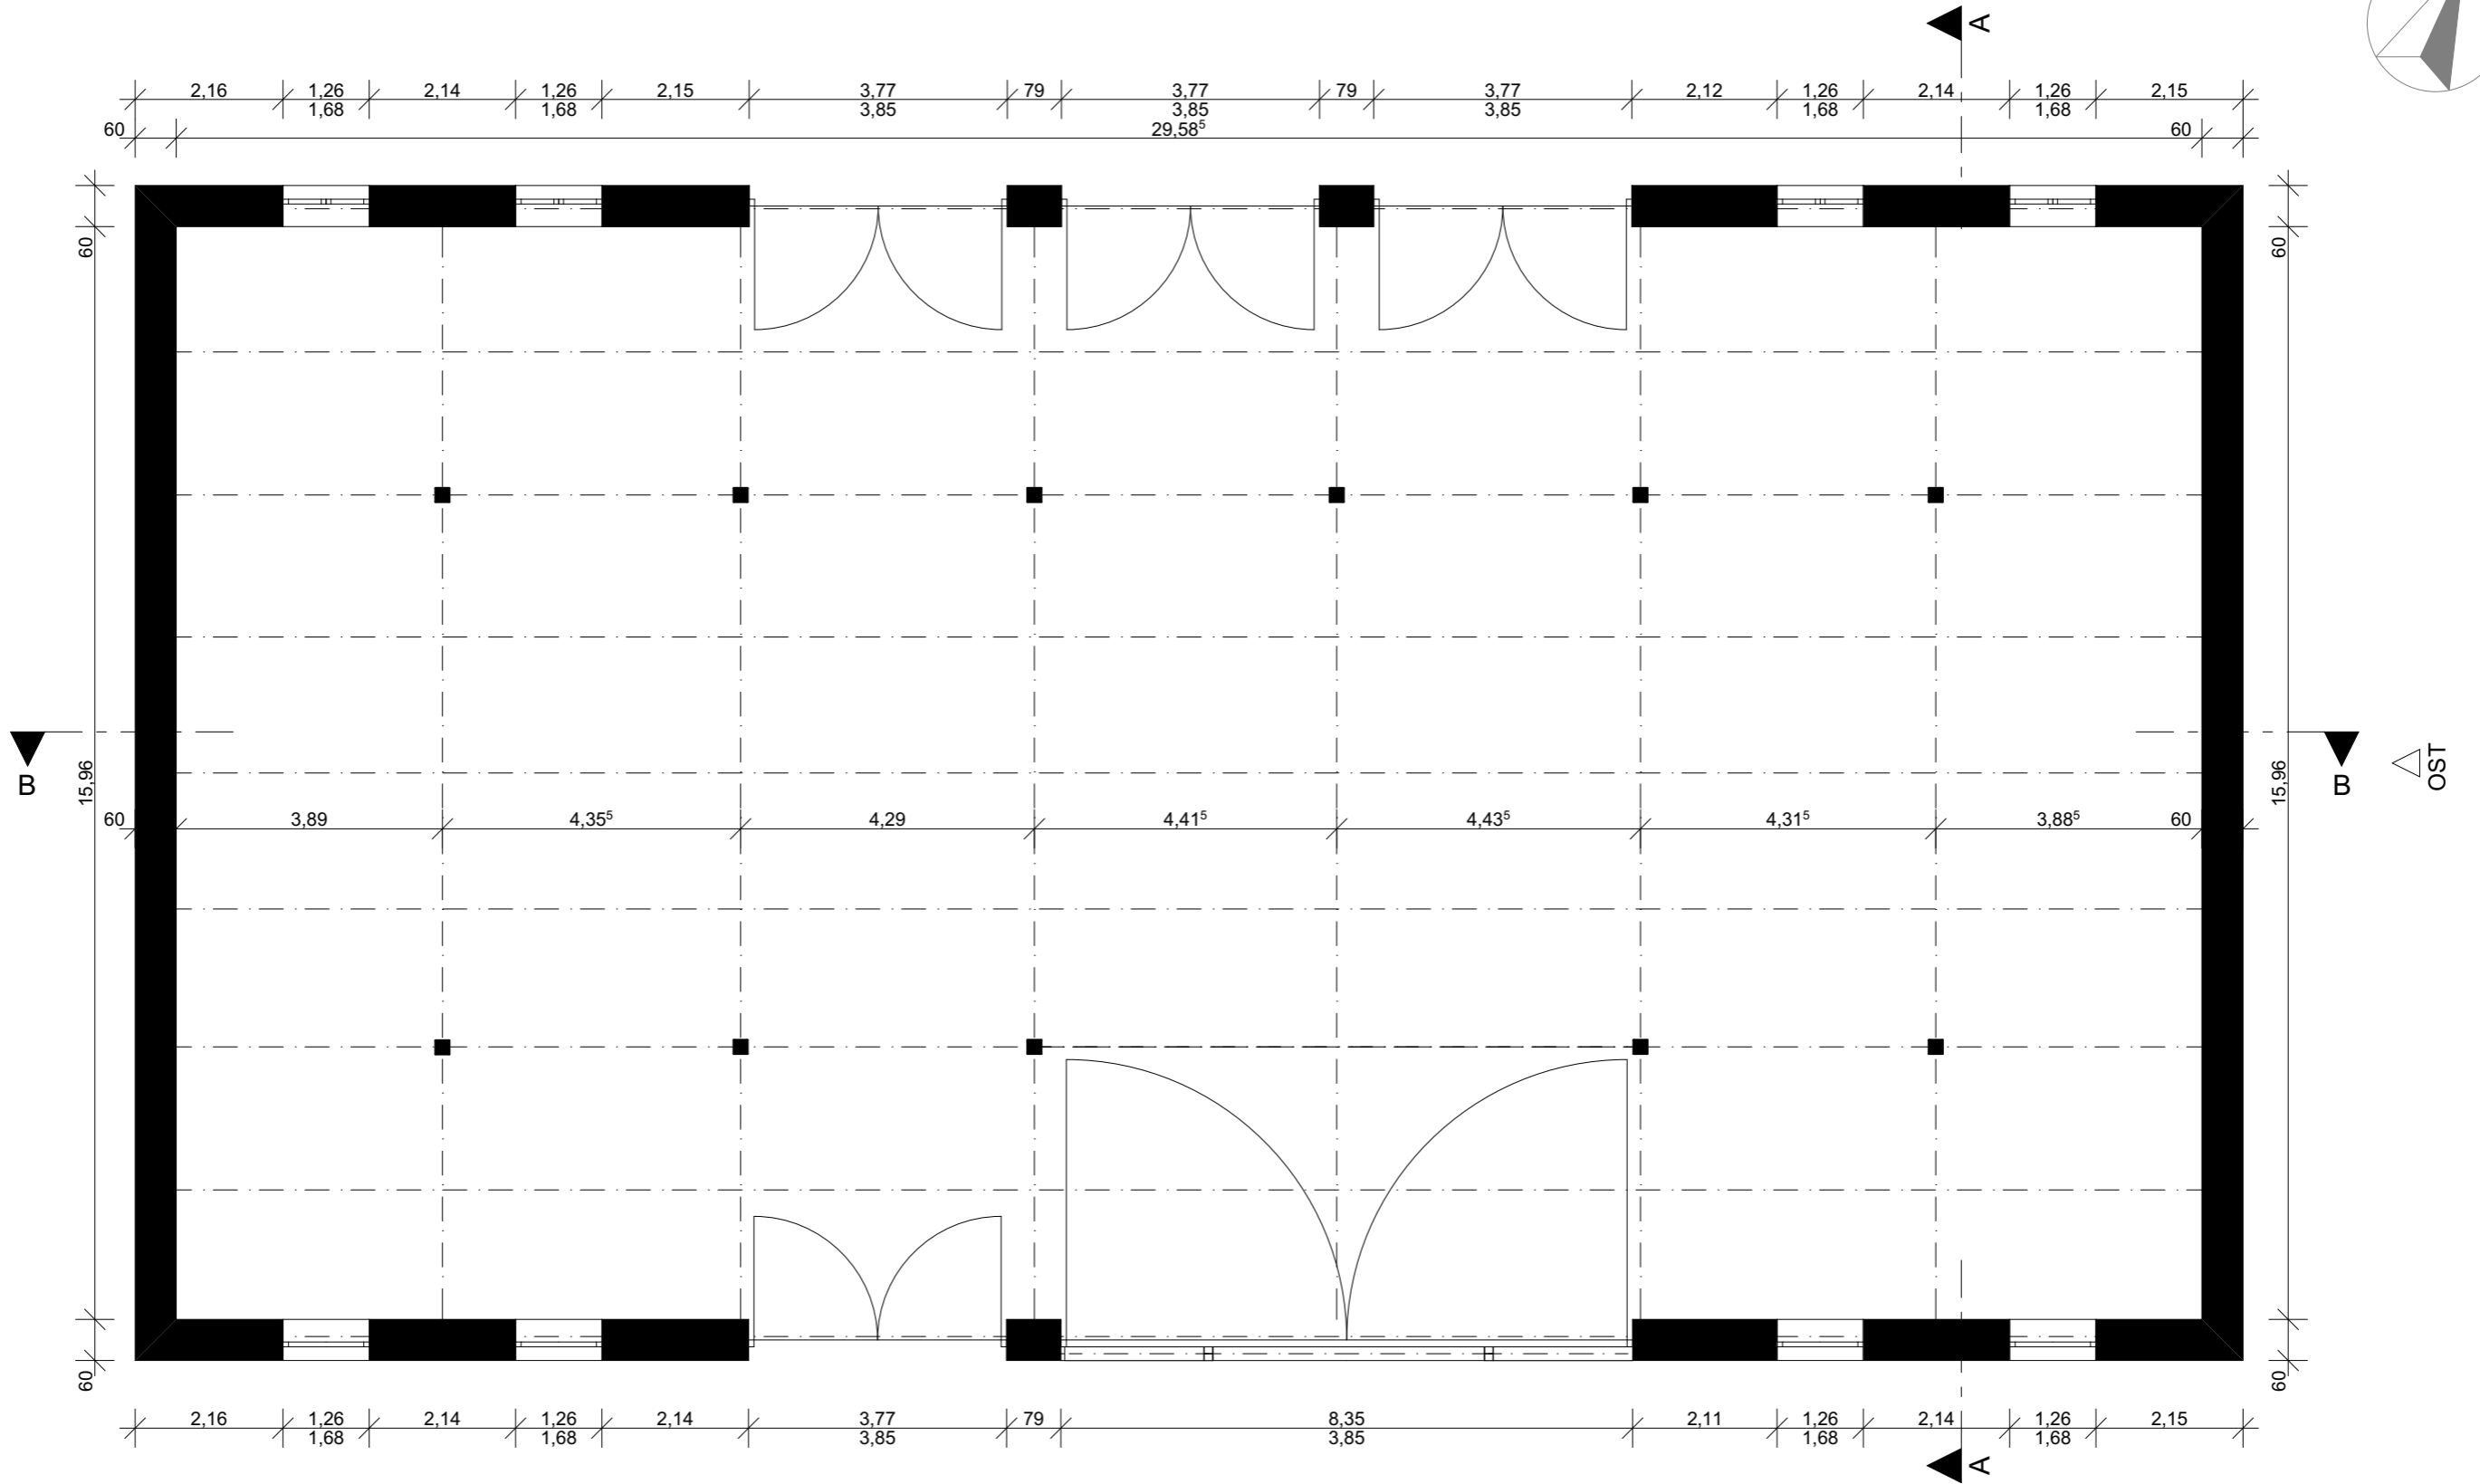 A
2,16 1,26 2,14 1,26 2,15 3,77 79 3,77 79 3,77 2,12 1,26 2,14 1,26 2,15
1,68 1,68 3,85 3,85 3,85 1,68 1,68
60 29,58⁵ 60
60 60
B 15,96 15,96 B OST
60 3,89 4,35⁵ 4,29 4,41⁵ 4,43⁵ 4,31⁵ 3,88⁵ 60
60 60
2,16 1,26 2,14 1,26 2,14 3,77 79 8,35 2,11 1,26 2,14 1,26 2,15
1,68 1,68 3,85 3,85 1,68 1,68
A